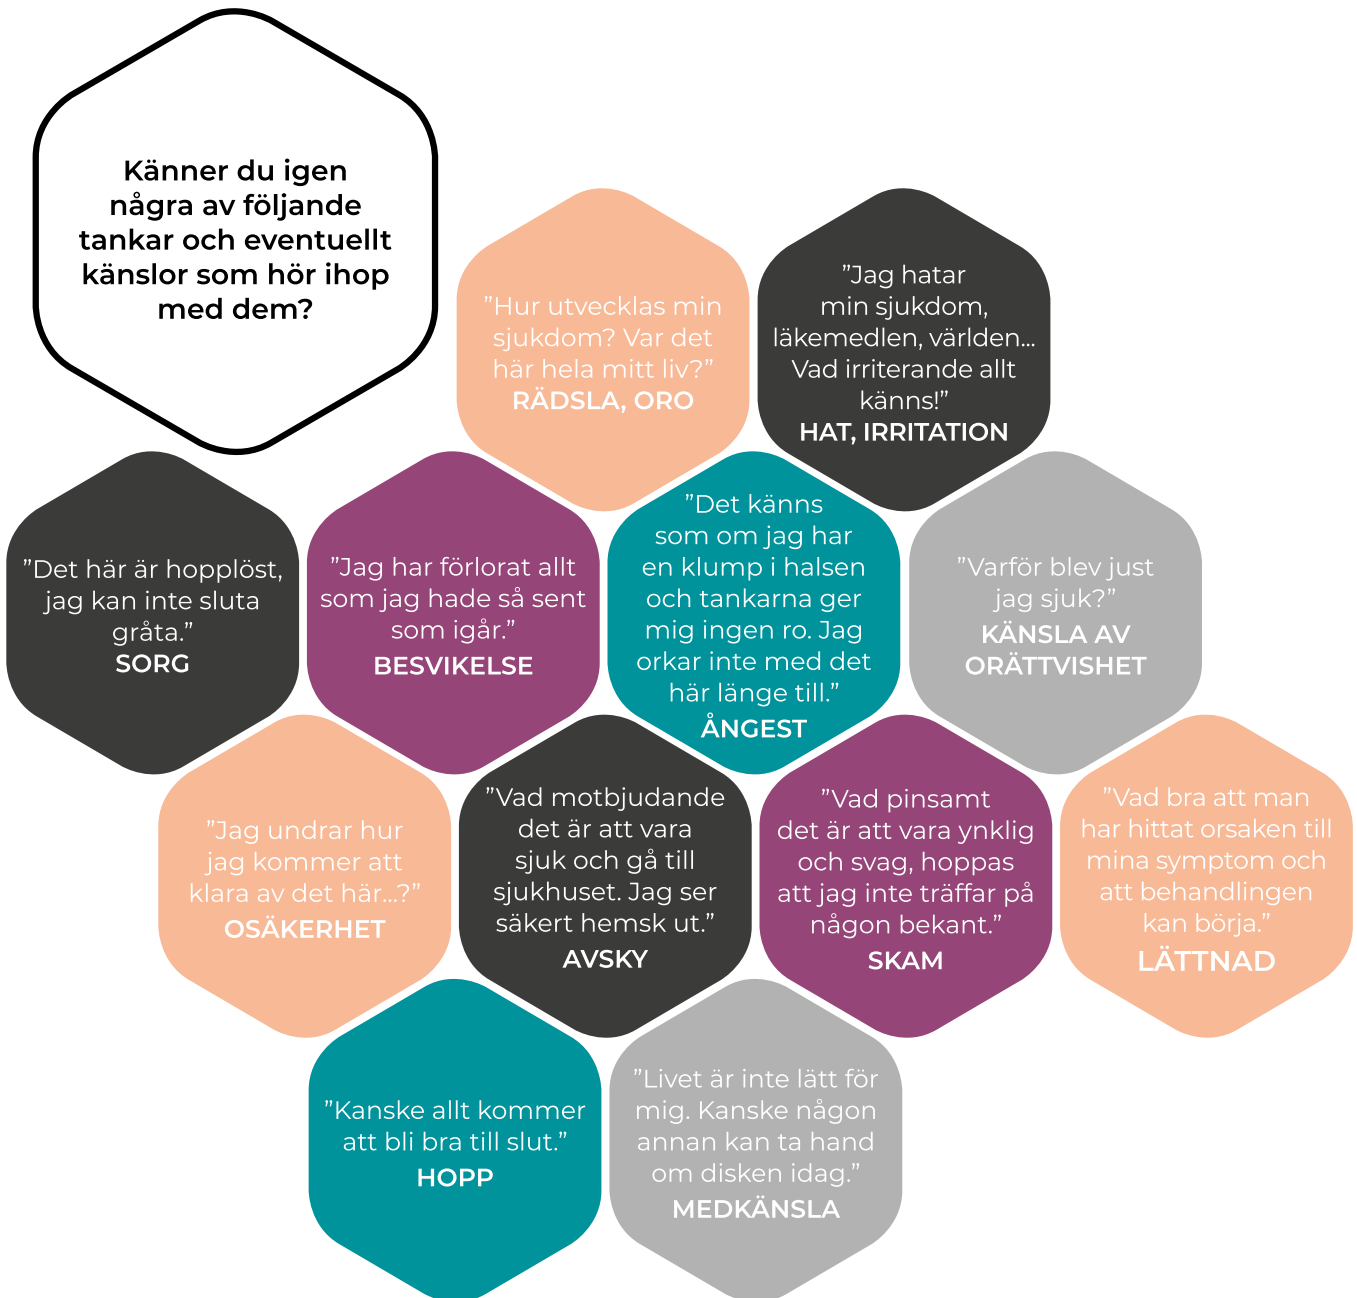 Känner du igen
några av följande
tankar och eventuellt
känslor som hör ihop
med dem?
”Hur utvecklas min
sjukdom? Var det
här hela mitt liv?”
RÄDSLA, ORO
”Jag hatar
min sjukdom,
läkemedlen, världen...
Vad irriterande allt
känns!”
HAT, IRRITATION
”Det här är hopplöst,
jag kan inte sluta
gråta.”
SORG
”Jag har förlorat allt
som jag hade så sent
som igår.”
BESVIKELSE
”Det känns
som om jag har
en klump i halsen
och tankarna ger
mig ingen ro. Jag
orkar inte med det
här länge till.”
ÅNGEST
”Varför blev just
jag sjuk?”
KÄNSLA AV
ORÄTTVISHET
”Jag undrar hur
jag kommer att
klara av det här...?”
OSÄKERHET
”Vad motbjudande
det är att vara
sjuk och gå till
sjukhuset. Jag ser
säkert hemsk ut.”
AVSKY
”Vad pinsamt
det är att vara ynklig
och svag, hoppas
att jag inte träffar på
någon bekant.”
SKAM
”Vad bra att man
har hittat orsaken till
mina symptom och
att behandlingen
kan börja.”
LÄTTNAD
”Kanske allt kommer
att bli bra till slut.”
HOPP
”Livet är inte lätt för
mig. Kanske någon
annan kan ta hand
om disken idag.”
MEDKÄNSLA